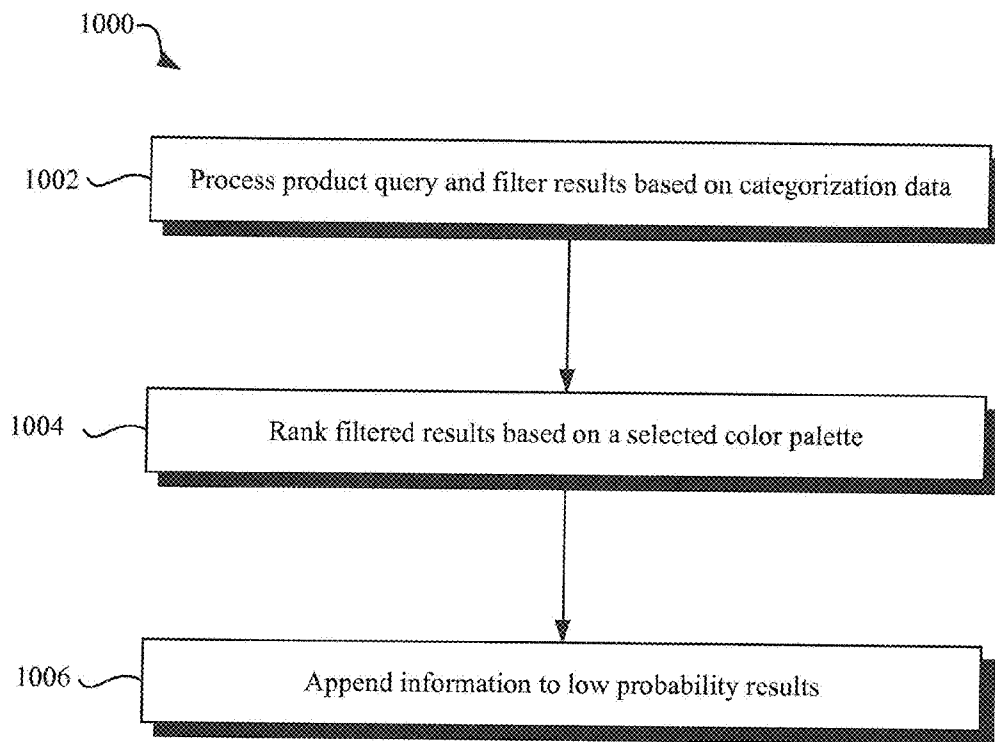 1000
1002
Process product query and filter results based on categorization data
1004
Rank filtered results based on a selected color palette
1006
Append information to low probability results